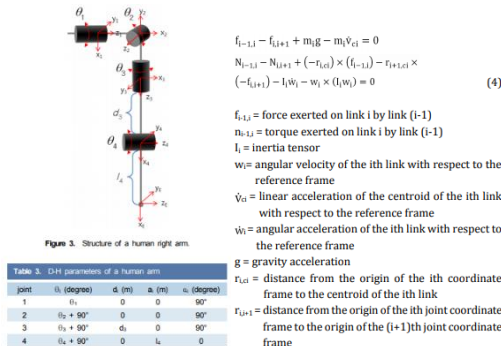 θ1
θ2
y1
z1
x1
y2
x2
z2
θ3
x3
y3
z3
d3
θ4
y4
z4
x4
l4
y5
z5
x5
Figure 3. Structure of a human right arm.
Table 3. D-H parameters of a human arm
joint θi (degree) di (m) ai (m) αi (degree)
1 θ1 0 0 90°
2 θ2 + 90° 0 0 90°
3 θ3 + 90° d3 0 90°
4 θ4 + 90° 0 l4 0
fi−1,i − fi,i+1 + mig − miv̇ci = 0
Ni−1,i − Ni,i+1 + (−ri,ci) × (fi−1,i) − ri+1,ci ×
(−fi,i+1) − Iiẇi − wi × (Iiwi) = 0 (4)
fi-1,i = force exerted on link i by link (i-1)
ni-1,i = torque exerted on link i by link (i-1)
Ii = inertia tensor
wi= angular velocity of the ith link with respect to the
reference frame
v̇ci = linear acceleration of the centroid of the ith link
with respect to the reference frame
ẇi = angular acceleration of the ith link with respect to
the reference frame
g = gravity acceleration
ri,ci = distance from the origin of the ith coordinate
frame to the centroid of the ith link
ri,i+1 = distance from the origin of the ith joint coordinate
frame to the origin of the (i+1)th joint coordinate
frame